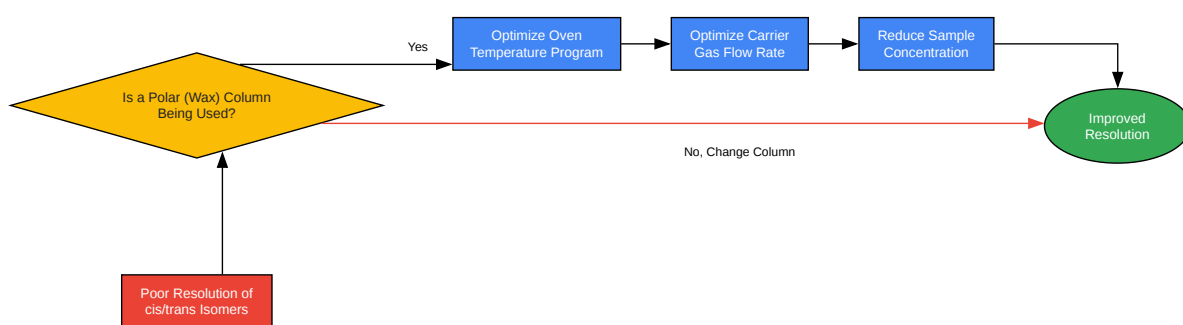 Yes
Optimize Oven
Temperature Program
Optimize Carrier
Gas Flow Rate
Reduce Sample
Concentration
Is a Polar (Wax) Column
Being Used?
Improved
Resolution
No, Change Column
Poor Resolution of
cis/trans Isomers